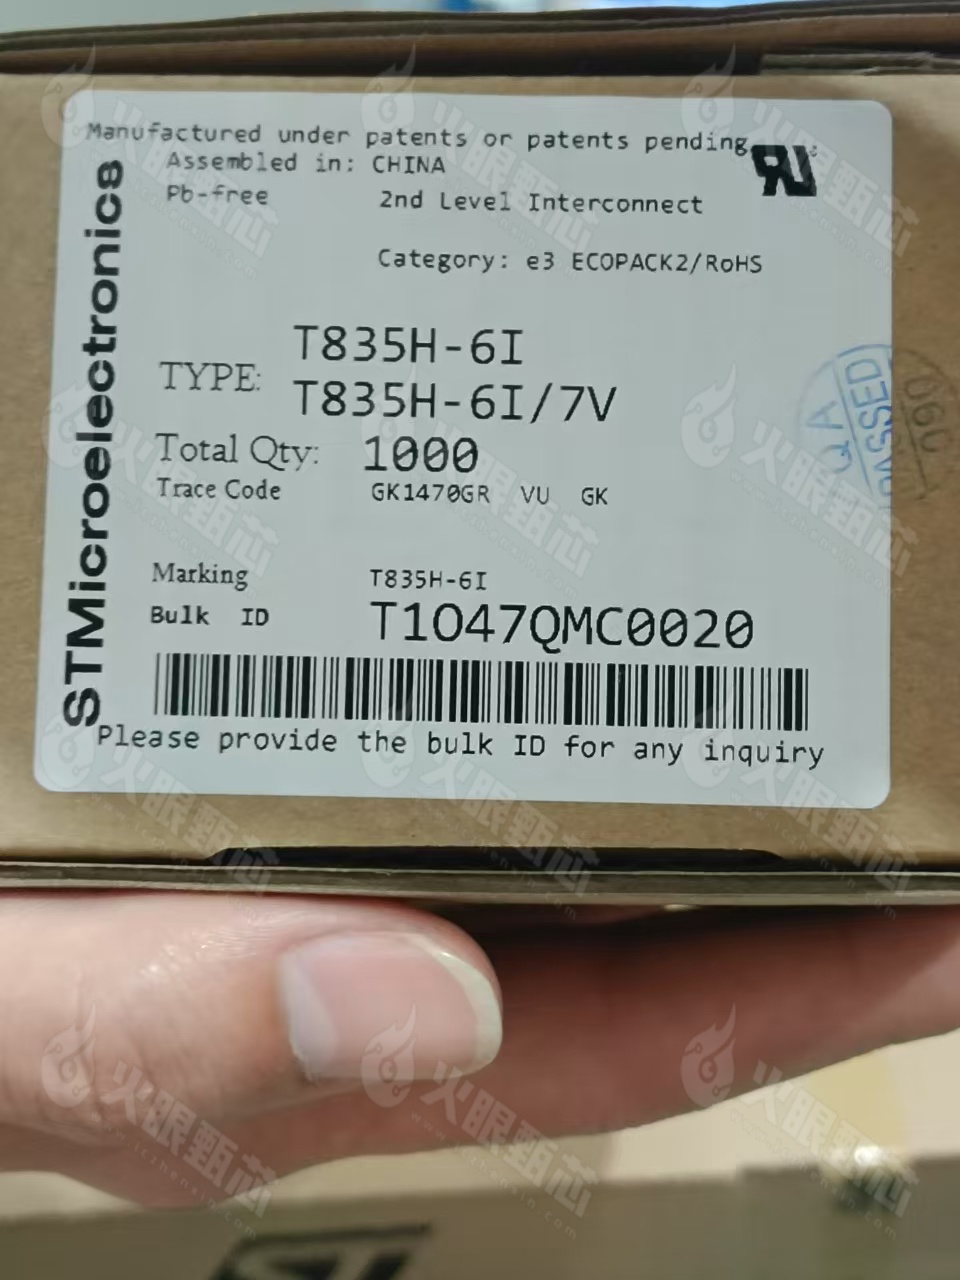 Manufactured under patents or patents pending
Assembled in: CHINA
Pb-free 2nd Level Interconnect
Category: e3 ECOPACK2/RoHS
STMicroelectronics
T835H-6I
TYPE:
T835H-6I/7V
Total Qty: 1000
Trace Code GK1470GR VU GK
Marking T835H-6I
Bulk ID T1047QMC0020
Please provide the bulk ID for any inquiry
QA
PASSED
火眼甄芯